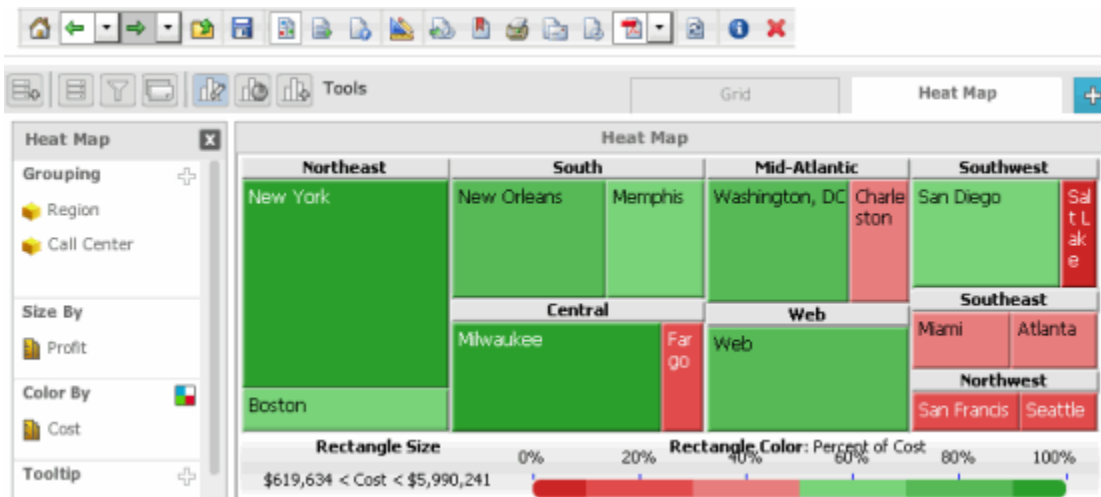 Tools
Grid
Heat Map
Heat Map
Grouping
Region
Call Center
Size By
Profit
Color By
Cost
Tooltip
Heat Map
Northeast
New York
Boston
South
New Orleans
Memphis
Central
Milwaukee
Far
go
Mid-Atlantic
Washington, DC
Charle
ston
Web
Web
Southwest
San Diego
Sal
t L
ak
e
Southeast
Miami
Atlanta
Northwest
San Francis
Seattle
Rectangle Size
$619,634 < Cost < $5,990,241
Rectangle Color: Percent of Cost
0% 20% 40% 60% 80% 100%